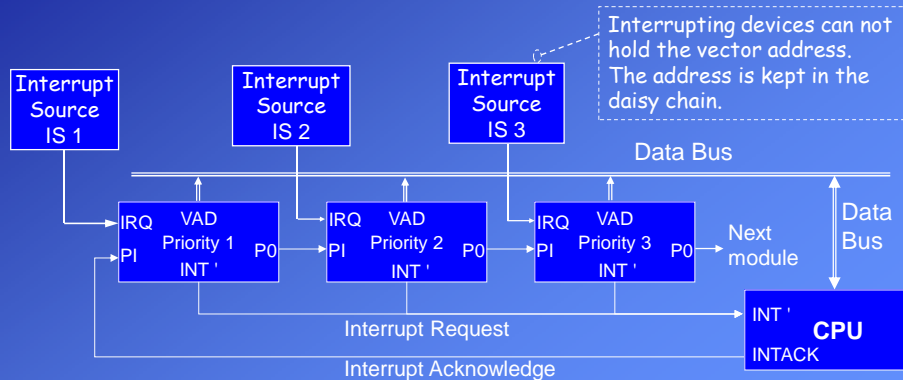 Interrupting devices can not
hold the vector address.
The address is kept in the
daisy chain.
Interrupt
Source
IS 1
Interrupt
Source
IS 2
Interrupt
Source
IS 3
Data Bus
IRQ
VAD
Priority 1
PI
P0
INT '
IRQ
VAD
Priority 2
PI
P0
INT '
IRQ
VAD
Priority 3
PI
P0
INT '
Next
module
Data
Bus
Interrupt Request
INT '
CPU
INTACK
Interrupt Acknowledge